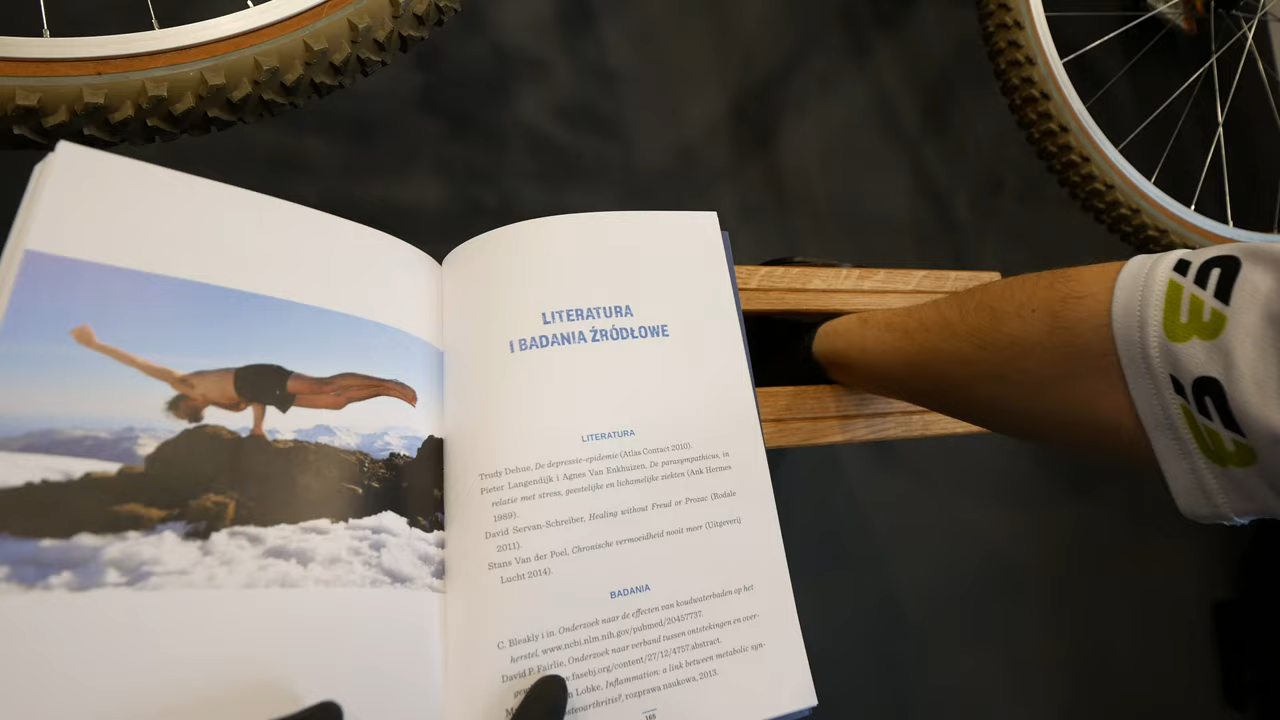 LITERATURA
I BADANIA ŹRÓDŁOWE
LITERATURA
Trudy Dehue, De depressie-epidemie (Atlas Contact 2010).
Pieter Langendijk i Agnes Van Enkhuizen, De parasympathicus, in
relatie met stress, geestelijke en lichamelijke ziekten (Ank Hermes
1989).
David Servan-Schreiber, Healing without Freud or Prozac (Rodale
2011).
Stans Van der Poel, Chronische vermoeidheid nooit meer (Uitgeverij
Lucht 2014).
BADANIA
C. Bleakly i in. Onderzoek naar de effecten van koudwaterbaden op het
herstel, www.ncbi.nlm.nih.gov/pubmed/20457737.
David P. Fairlie, Onderzoek naar verband tussen ontstekingen en over-
.fasebj.org/content/27/12/4757.abstract.
Lobke, Inflammation: a link between metabolic syn-
osteoarthritis?, rozprawa naukowa, 2013.
165